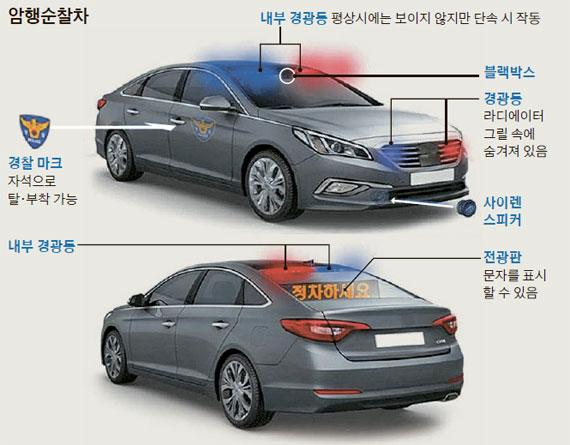 암행순찰차
내부 경광등 평상시에는 보이지 않지만 단속 시 작동
블랙박스
경광등
라디에이터
그릴 속에
숨겨져 있음
경찰 마크
자석으로
탈·부착 가능
사이렌
스피커
내부 경광등
전광판
문자를 표시
할 수 있음
정차하세요